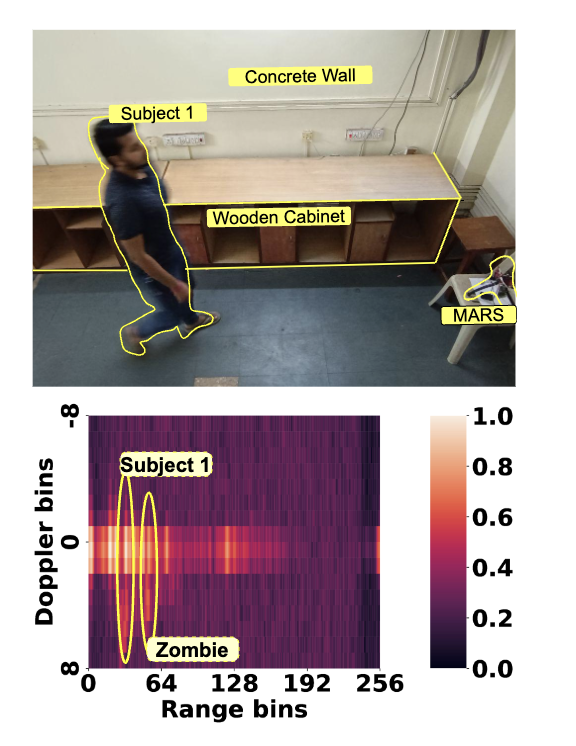 Concrete Wall
Subject 1
Wooden Cabinet
MARS
-8
0
8
Doppler bins
Subject 1
Zombie
0 64 128 192 256
Range bins
1.0
0.8
0.6
0.4
0.2
0.0